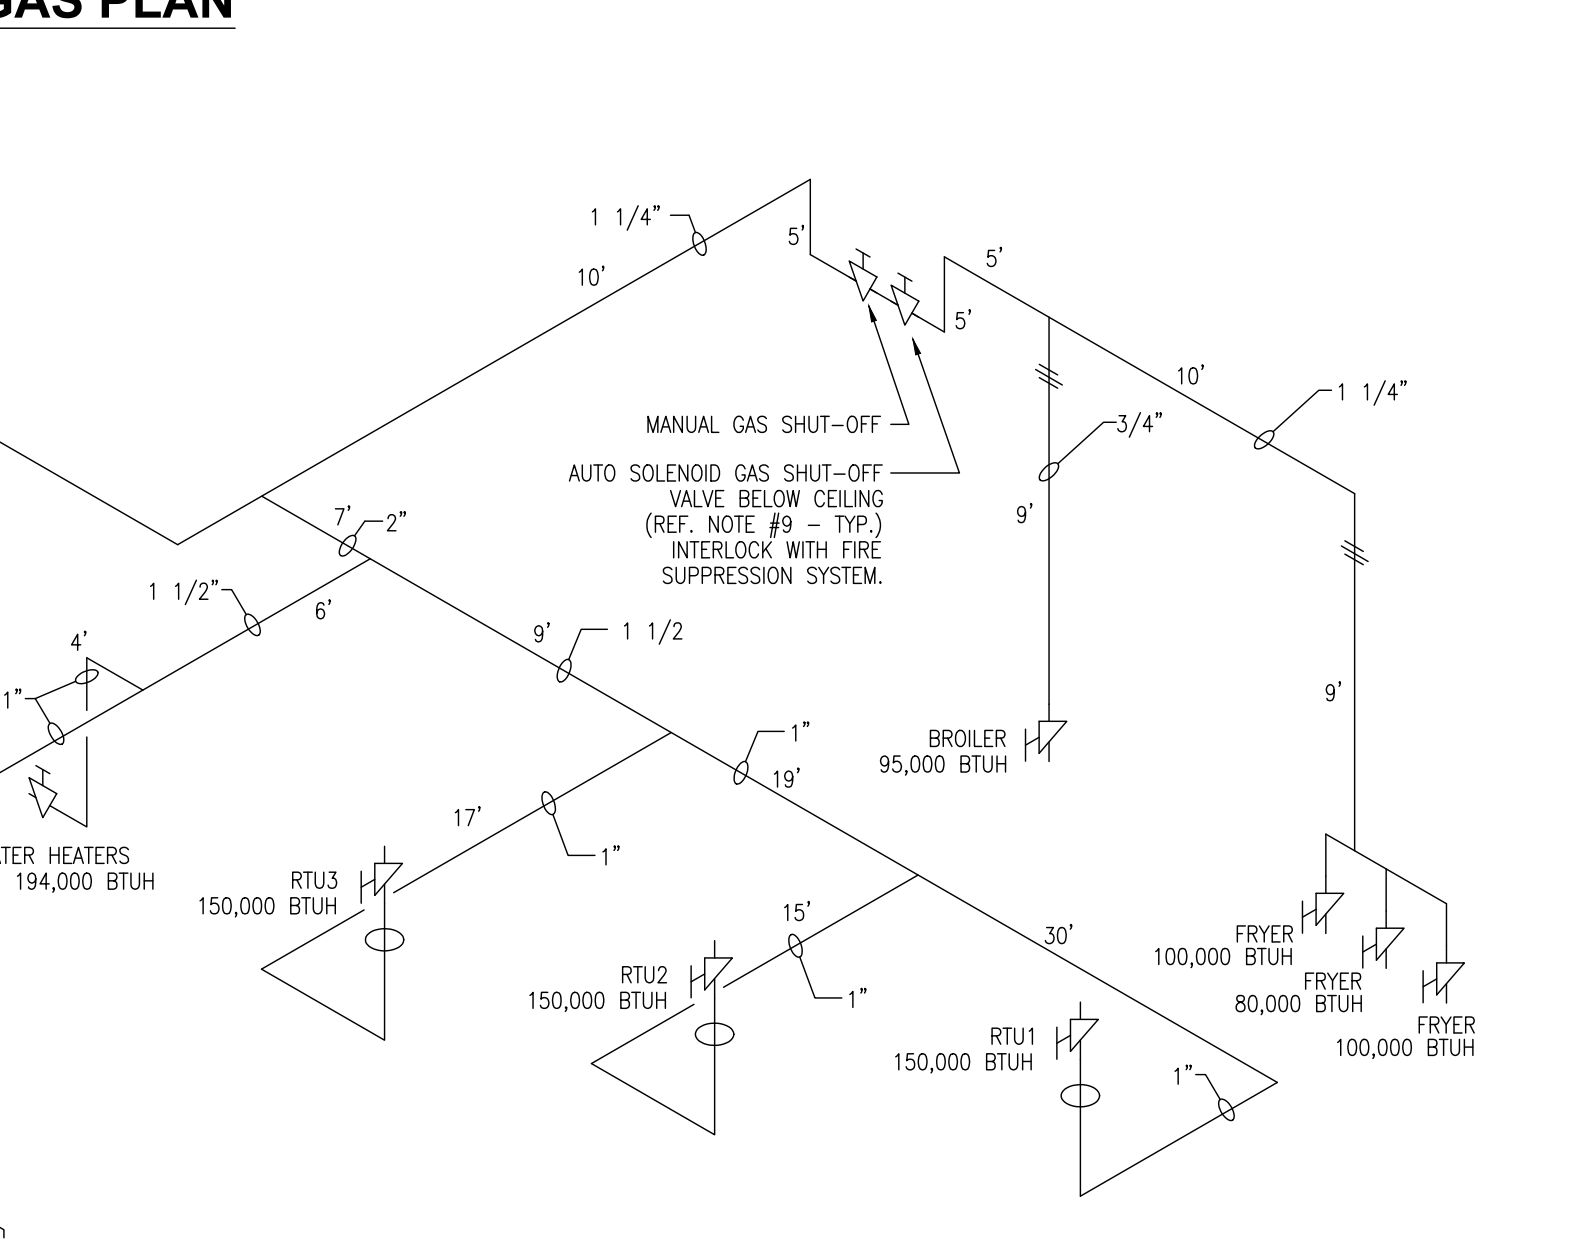 GAS PLAN
1 1/4”
10’
5’
5’
5’
10’
1 1/4”
MANUAL GAS SHUT-OFF
AUTO SOLENOID GAS SHUT-OFF
VALVE BELOW CEILING
(REF. NOTE #9 - TYP.)
INTERLOCK WITH FIRE
SUPPRESSION SYSTEM.
3/4”
9’
7’
2”
1 1/2”
6’
4’
1”
9’
1 1/2
1”
19’
17’
1”
BROILER
95,000 BTUH
9’
HEATERS
194,000 BTUH
RTU3
150,000 BTUH
15’
1”
RTU2
150,000 BTUH
30’
RTU1
150,000 BTUH
1”
FRYER
100,000 BTUH
FRYER
80,000 BTUH
FRYER
100,000 BTUH